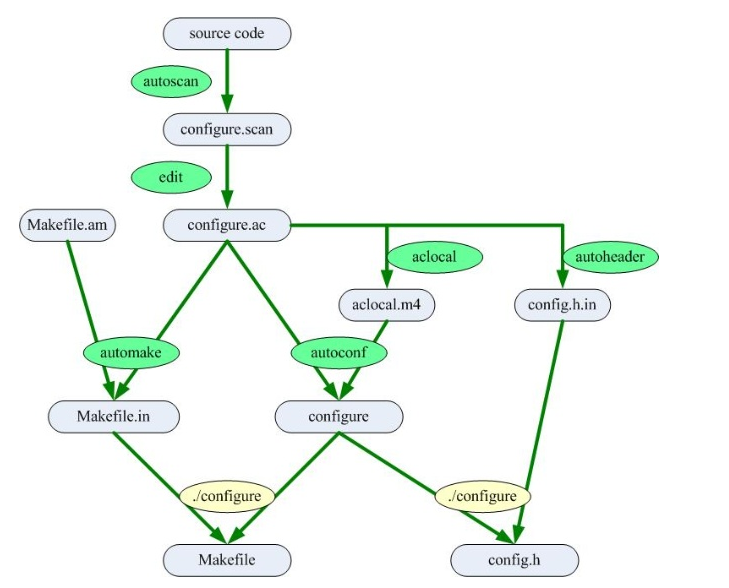 source code
autoscan
configure.scan
edit
Makefile.am
configure.ac
aclocal
autoheader
aclocal.m4
config.h.in
automake
autoconf
Makefile.in
configure
./configure
./configure
Makefile
config.h